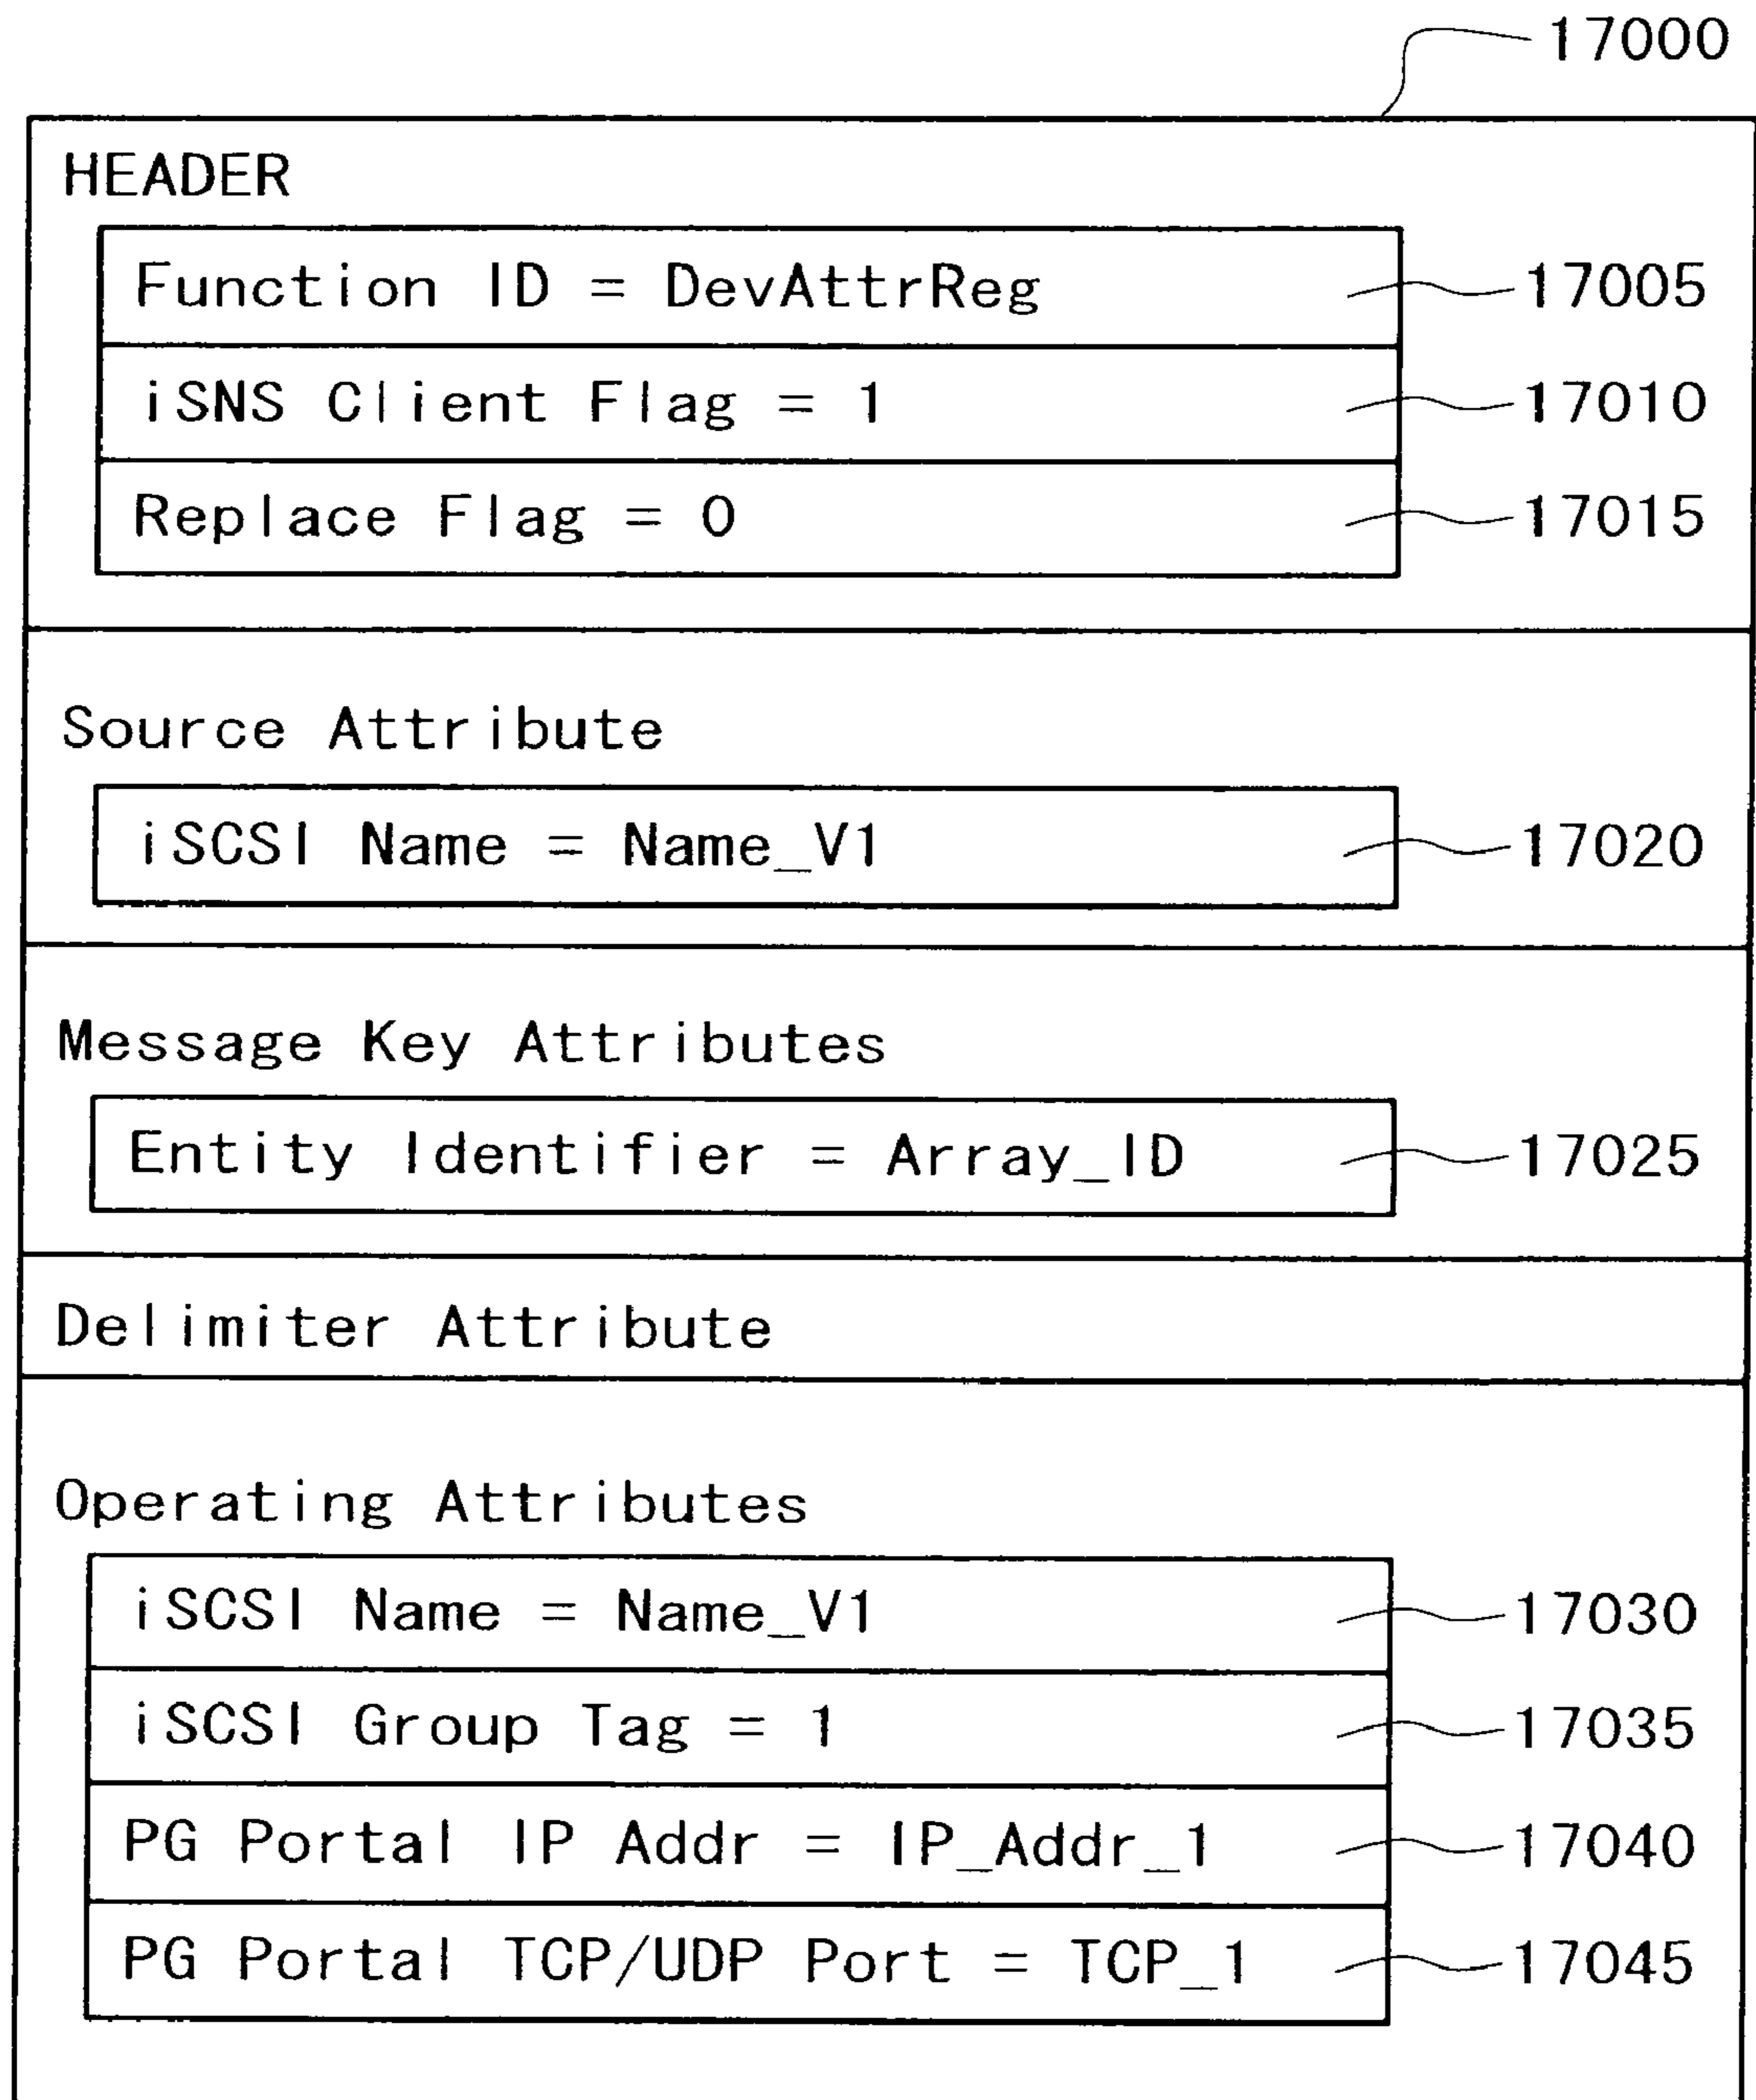 17000
HEADER
Function ID = DevAttrReg 17005
iSNS Client Flag = 1 17010
Replace Flag = 0 17015
Source Attribute
iSCSI Name = Name_V1 17020
Message Key Attributes
Entity Identifier = Array_ID 17025
Delimiter Attribute
Operating Attributes
iSCSI Name = Name_V1 17030
iSCSI Group Tag = 1 17035
PG Portal IP Addr = IP_Addr_1 17040
PG Portal TCP/UDP Port = TCP_1 17045